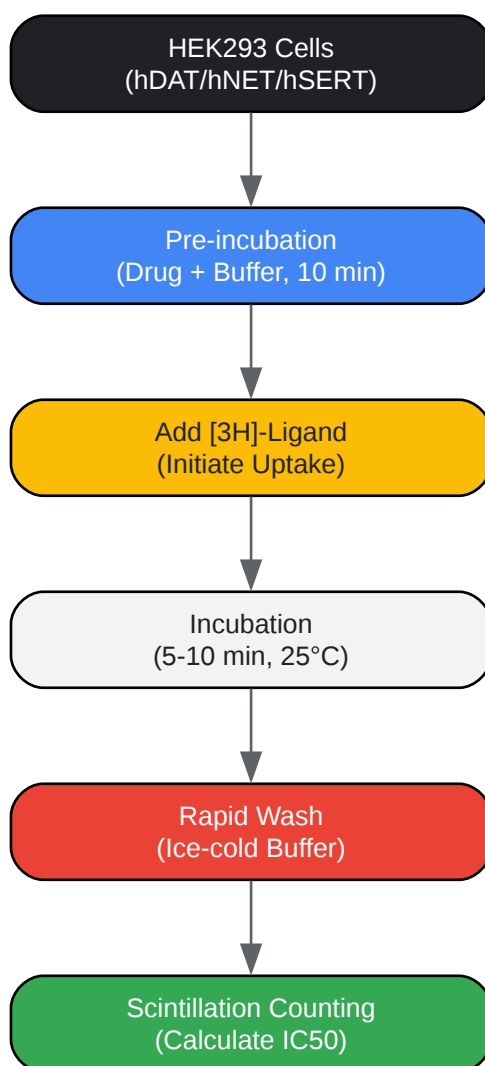 HEK293 Cells
(hDAT/hNET/hSERT)
Pre-incubation
(Drug + Buffer, 10 min)
Add [3H]-Ligand
(Initiate Uptake)
Incubation
(5-10 min, 25°C)
Rapid Wash
(Ice-cold Buffer)
Scintillation Counting
(Calculate IC50)